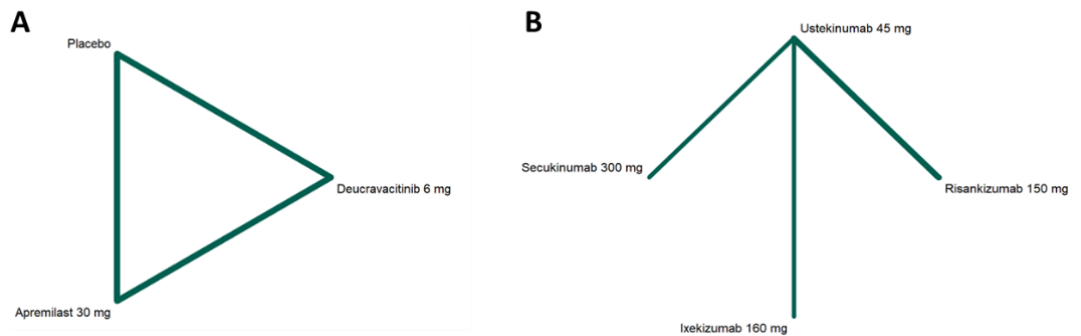 A
Placebo
Deucravacitinib 6 mg
Apremilast 30 mg
B
Ustekinumab 45 mg
Secukinumab 300 mg
Risankizumab 150 mg
Ixekizumab 160 mg